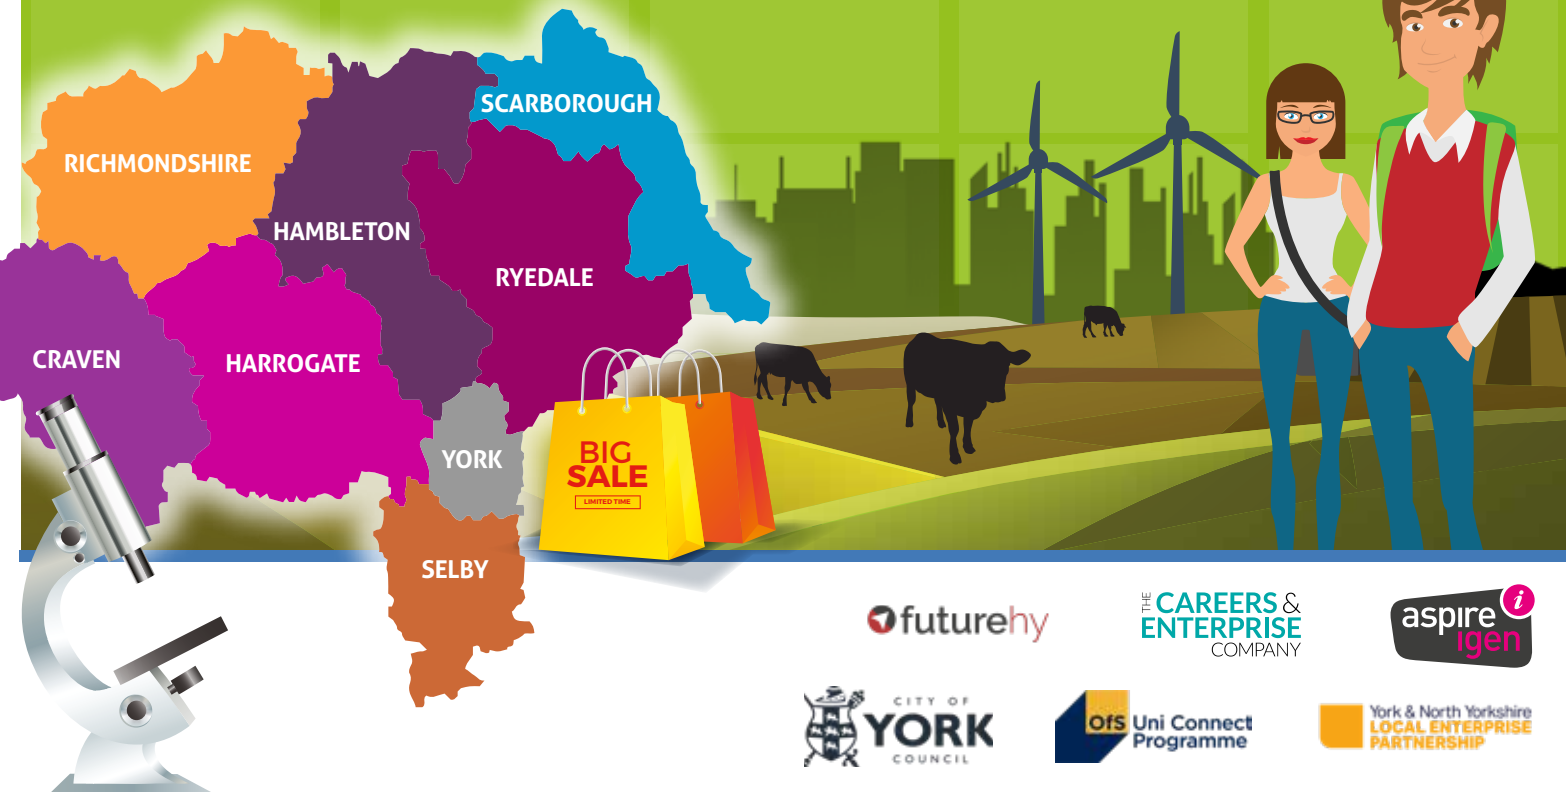 SCARBOROUGH
RICHMONDSHIRE
HAMBLETON
RYEDALE
CRAVEN
HARROGATE
YORK
BIG
SALE
LIMITED TIME
SELBY
futurehy
THE
CAREERS &
ENTERPRISE
COMPANY
aspire
igen
i
CITY OF
YORK
COUNCIL
OfS Uni Connect
Programme
York & North Yorkshire
LOCAL ENTERPRISE
PARTNERSHIP